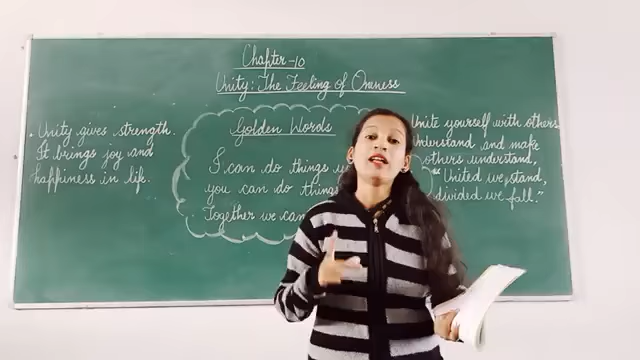 Chapter-10
Unity: The Feeling of Oneness
• Unity gives strength.
It brings joy and
happiness in life.
Golden Words
I can do things
you can do things
Together we can
Unite yourself with others
Understand and make
others understand,
"United we stand,
divided we fall."